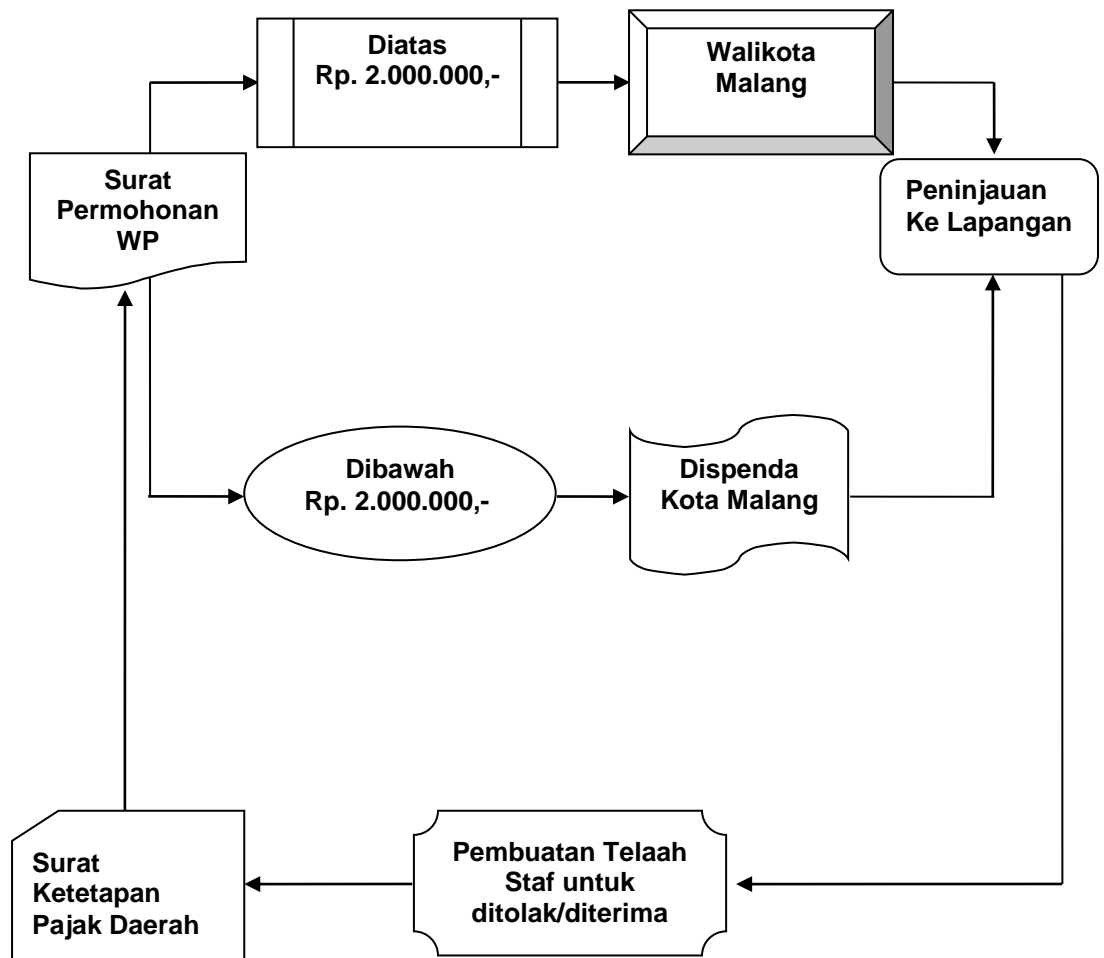 Diatas
Rp. 2.000.000,-
Walikota
Malang
Surat
Permohonan
WP
Peninjauan
Ke Lapangan
Dibawah
Rp. 2.000.000,-
Dispenda
Kota Malang
Surat
Ketetapan
Pajak Daerah
Pembuatan Telaah
Staf untuk
ditolak/diterima